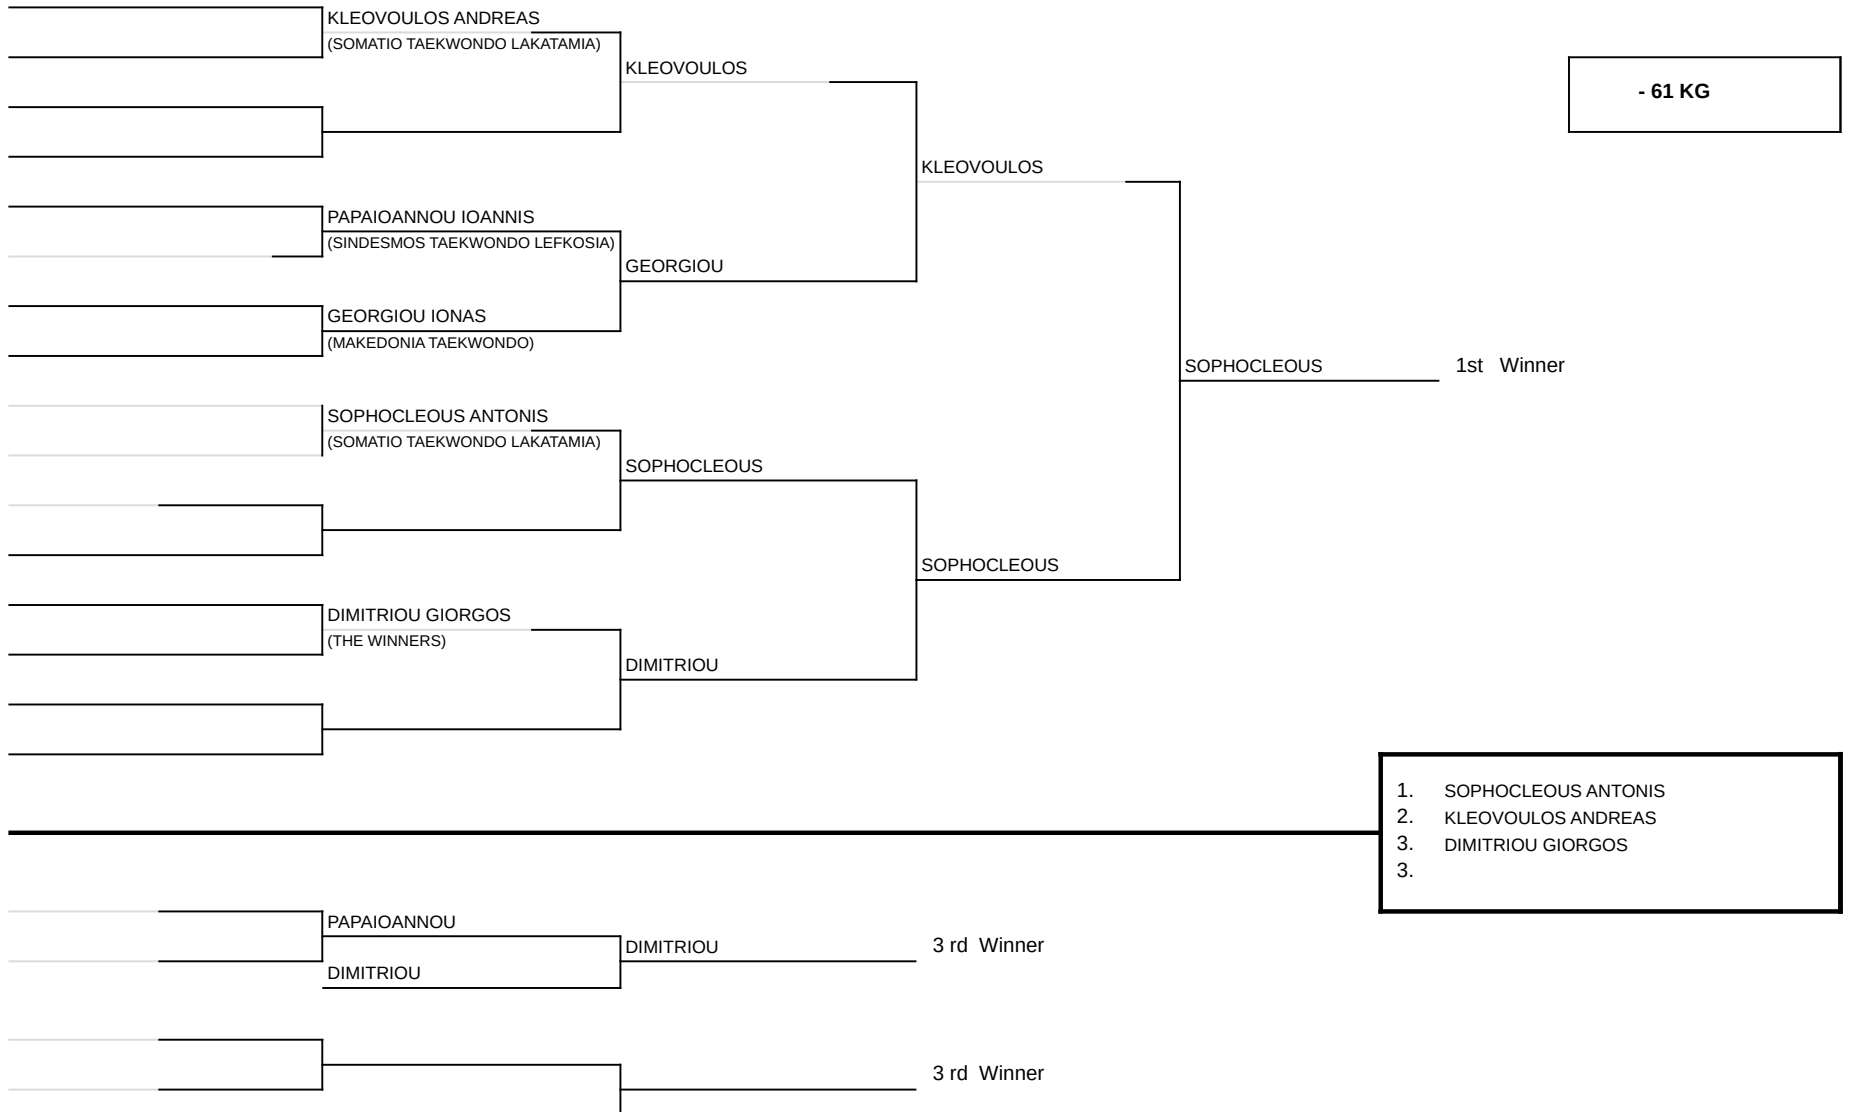 KLEOVOULOS ANDREAS
(SOMATIO TAEKWONDO LAKATAMIA)
KLEOVOULOS
- 61 KG
KLEOVOULOS
PAPAIOANNOU IOANNIS
(SINDESMOS TAEKWONDO LEFKOSIA)
GEORGIOU
GEORGIOU IONAS
(MAKEDONIA TAEKWONDO)
SOPHOCLEOUS 1st Winner
SOPHOCLEOUS ANTONIS
(SOMATIO TAEKWONDO LAKATAMIA)
SOPHOCLEOUS
SOPHOCLEOUS
DIMITRIOU GIORGOS
(THE WINNERS)
DIMITRIOU
1. SOPHOCLEOUS ANTONIS
2. KLEOVOULOS ANDREAS
3. DIMITRIOU GIORGOS
3.
PAPAIOANNOU
DIMITRIOU 3 rd Winner
DIMITRIOU
3 rd Winner